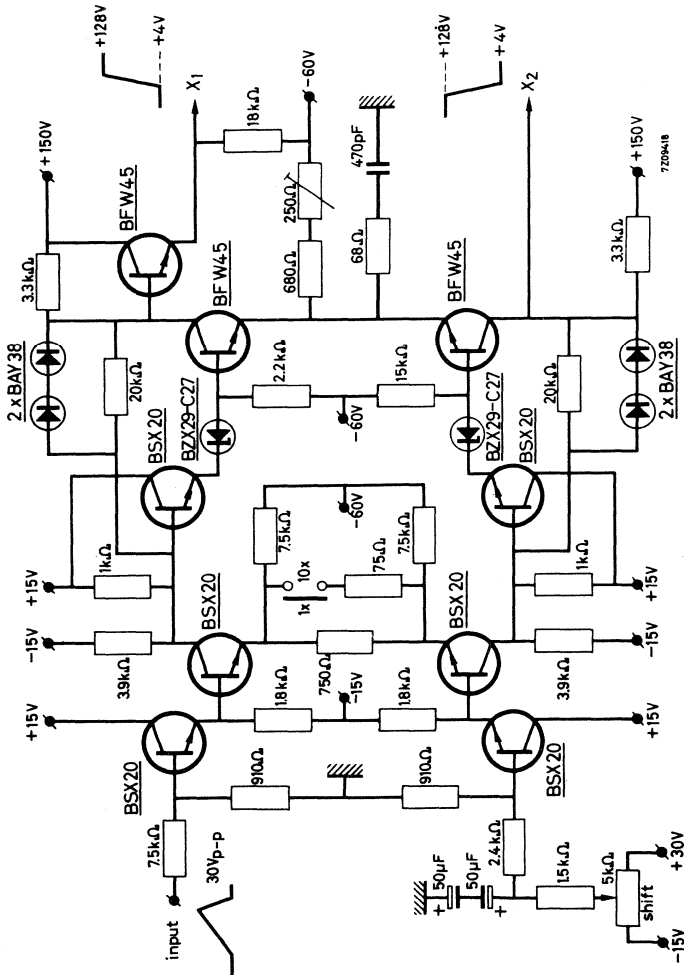 +128V
+4V
X1
18kΩ
-60V
470pF
+128V
+4V
X2
+150V
BFW45
250Ω
680Ω
68Ω
7Z09418
+150V
3.3kΩ
BFW45
BFW45
3.3kΩ
2 x BAY38
20kΩ
BSX20
BZX29-C27
2.2kΩ
-60V
15kΩ
BZX29-C27
BSX20
20kΩ
2 x BAY38
+15V
1kΩ
7.5kΩ
-60V
7.5kΩ
10x
1x
75Ω
1kΩ
+15V
-15V
3.9kΩ
BSX20
750Ω
BSX20
3.9kΩ
-15V
+15V
1.8kΩ
-15V
1.8kΩ
+15V
BSX20
910Ω
910Ω
BSX20
7.5kΩ
2.4kΩ
input
30Vp-p
+
50μF
50μF
+
1.5kΩ
5kΩ
shift
-15V
+30V